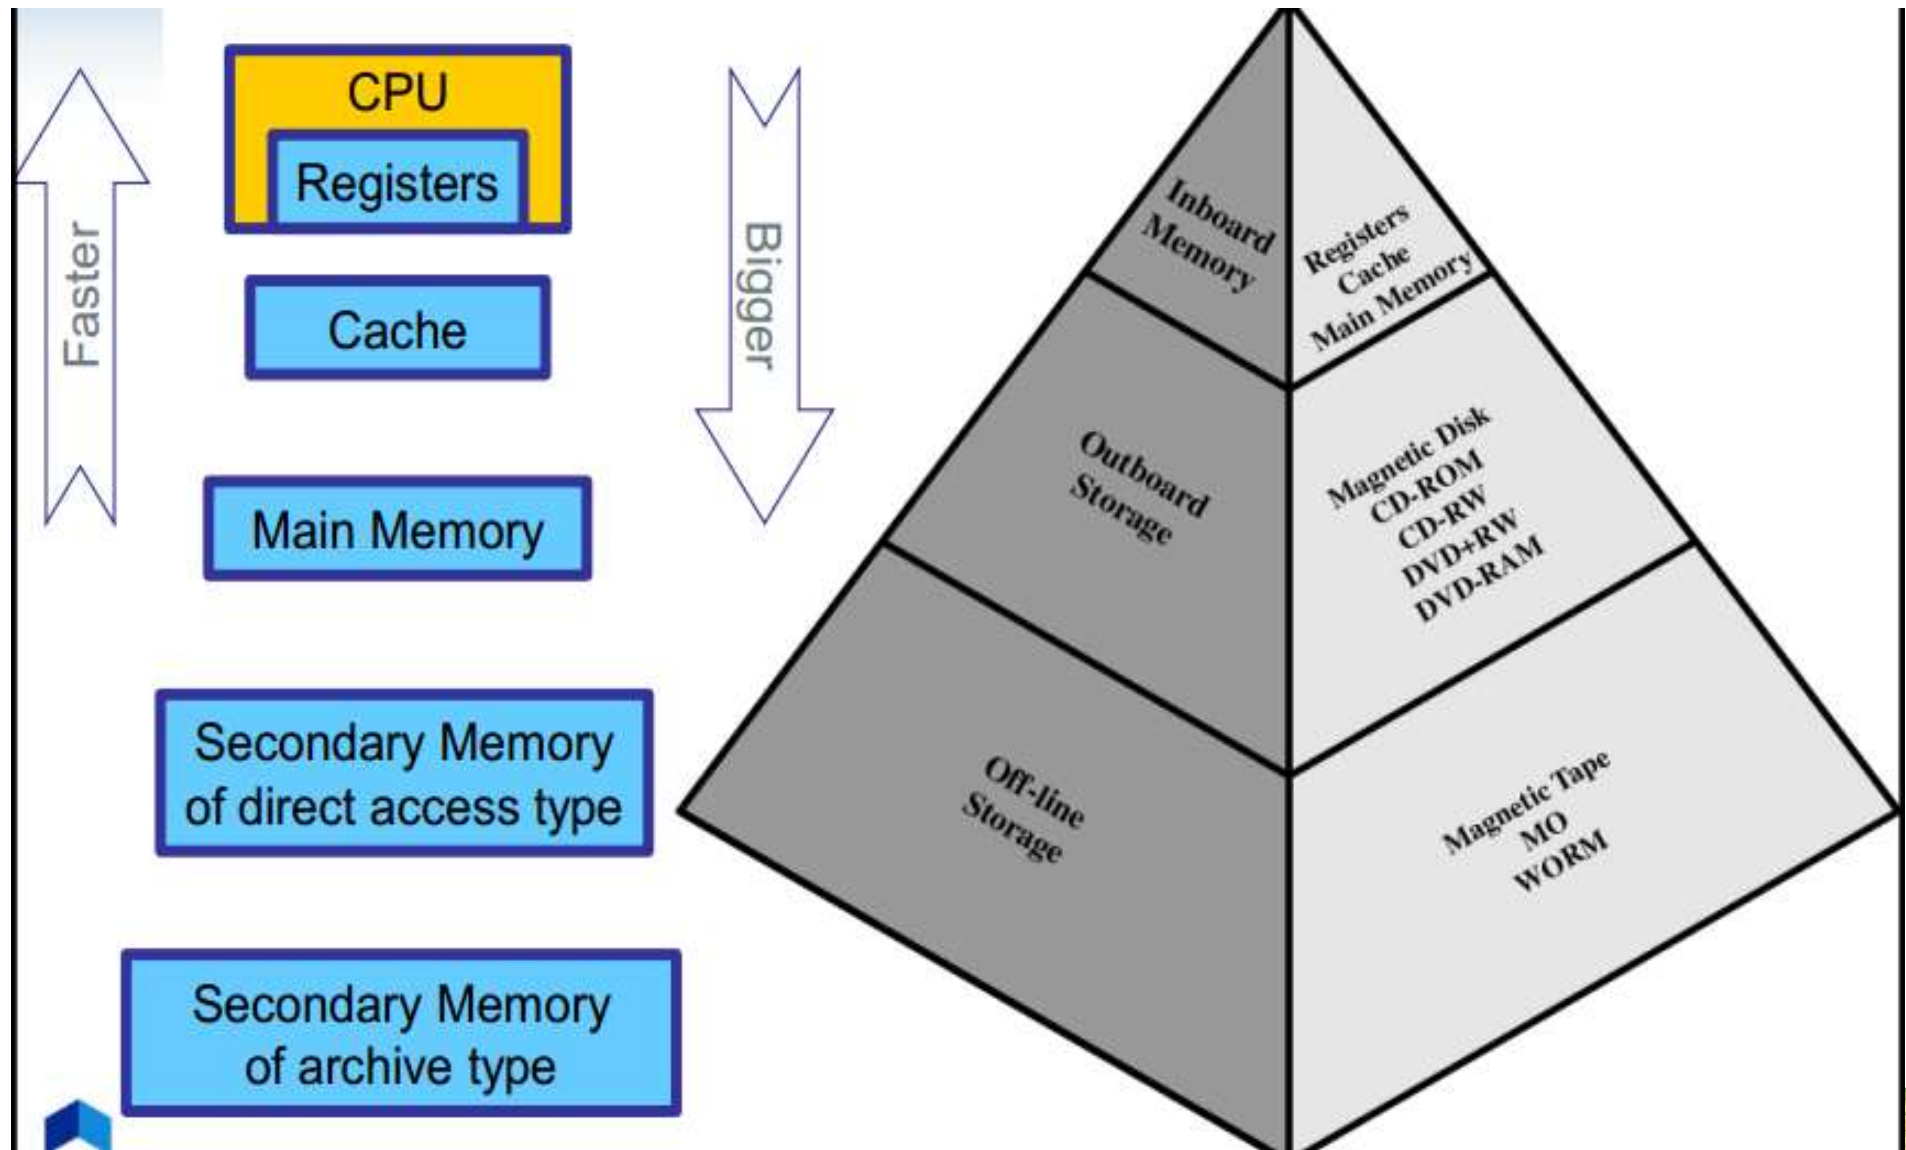 Faster
CPU
Registers
Cache
Main Memory
Secondary Memory
of direct access type
Secondary Memory
of archive type
Bigger
Inboard
Memory
Registers
Cache
Main Memory
Outboard
Storage
Magnetic Disk
CD-ROM
CD-RW
DVD+RW
DVD-RAM
Off-line
Storage
Magnetic Tape
MO
WORM